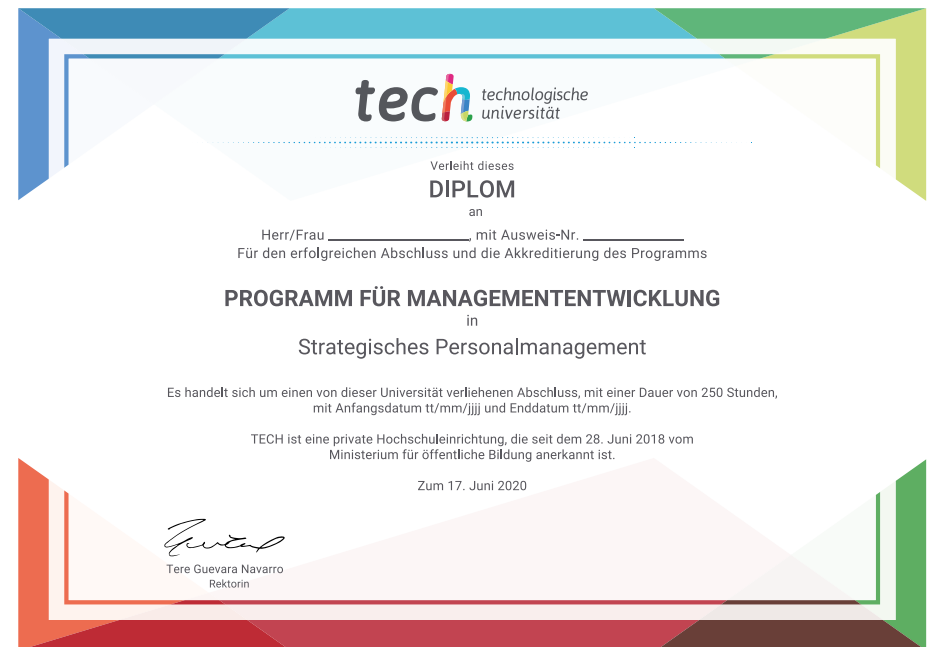 tech technologische
universität
Verleiht dieses
DIPLOM
an
Herr/Frau ____________________, mit Ausweis-Nr. ______________
Für den erfolgreichen Abschluss und die Akkreditierung des Programms
PROGRAMM FÜR MANAGEMENTENTWICKLUNG
in
Strategisches Personalmanagement
Es handelt sich um einen von dieser Universität verliehenen Abschluss, mit einer Dauer von 250 Stunden,
mit Anfangsdatum tt/mm/jjjj und Enddatum tt/mm/jjjj.
TECH ist eine private Hochschuleinrichtung, die seit dem 28. Juni 2018 vom
Ministerium für öffentliche Bildung anerkannt ist.
Zum 17. Juni 2020
Tere Guevara Navarro
Rektorin